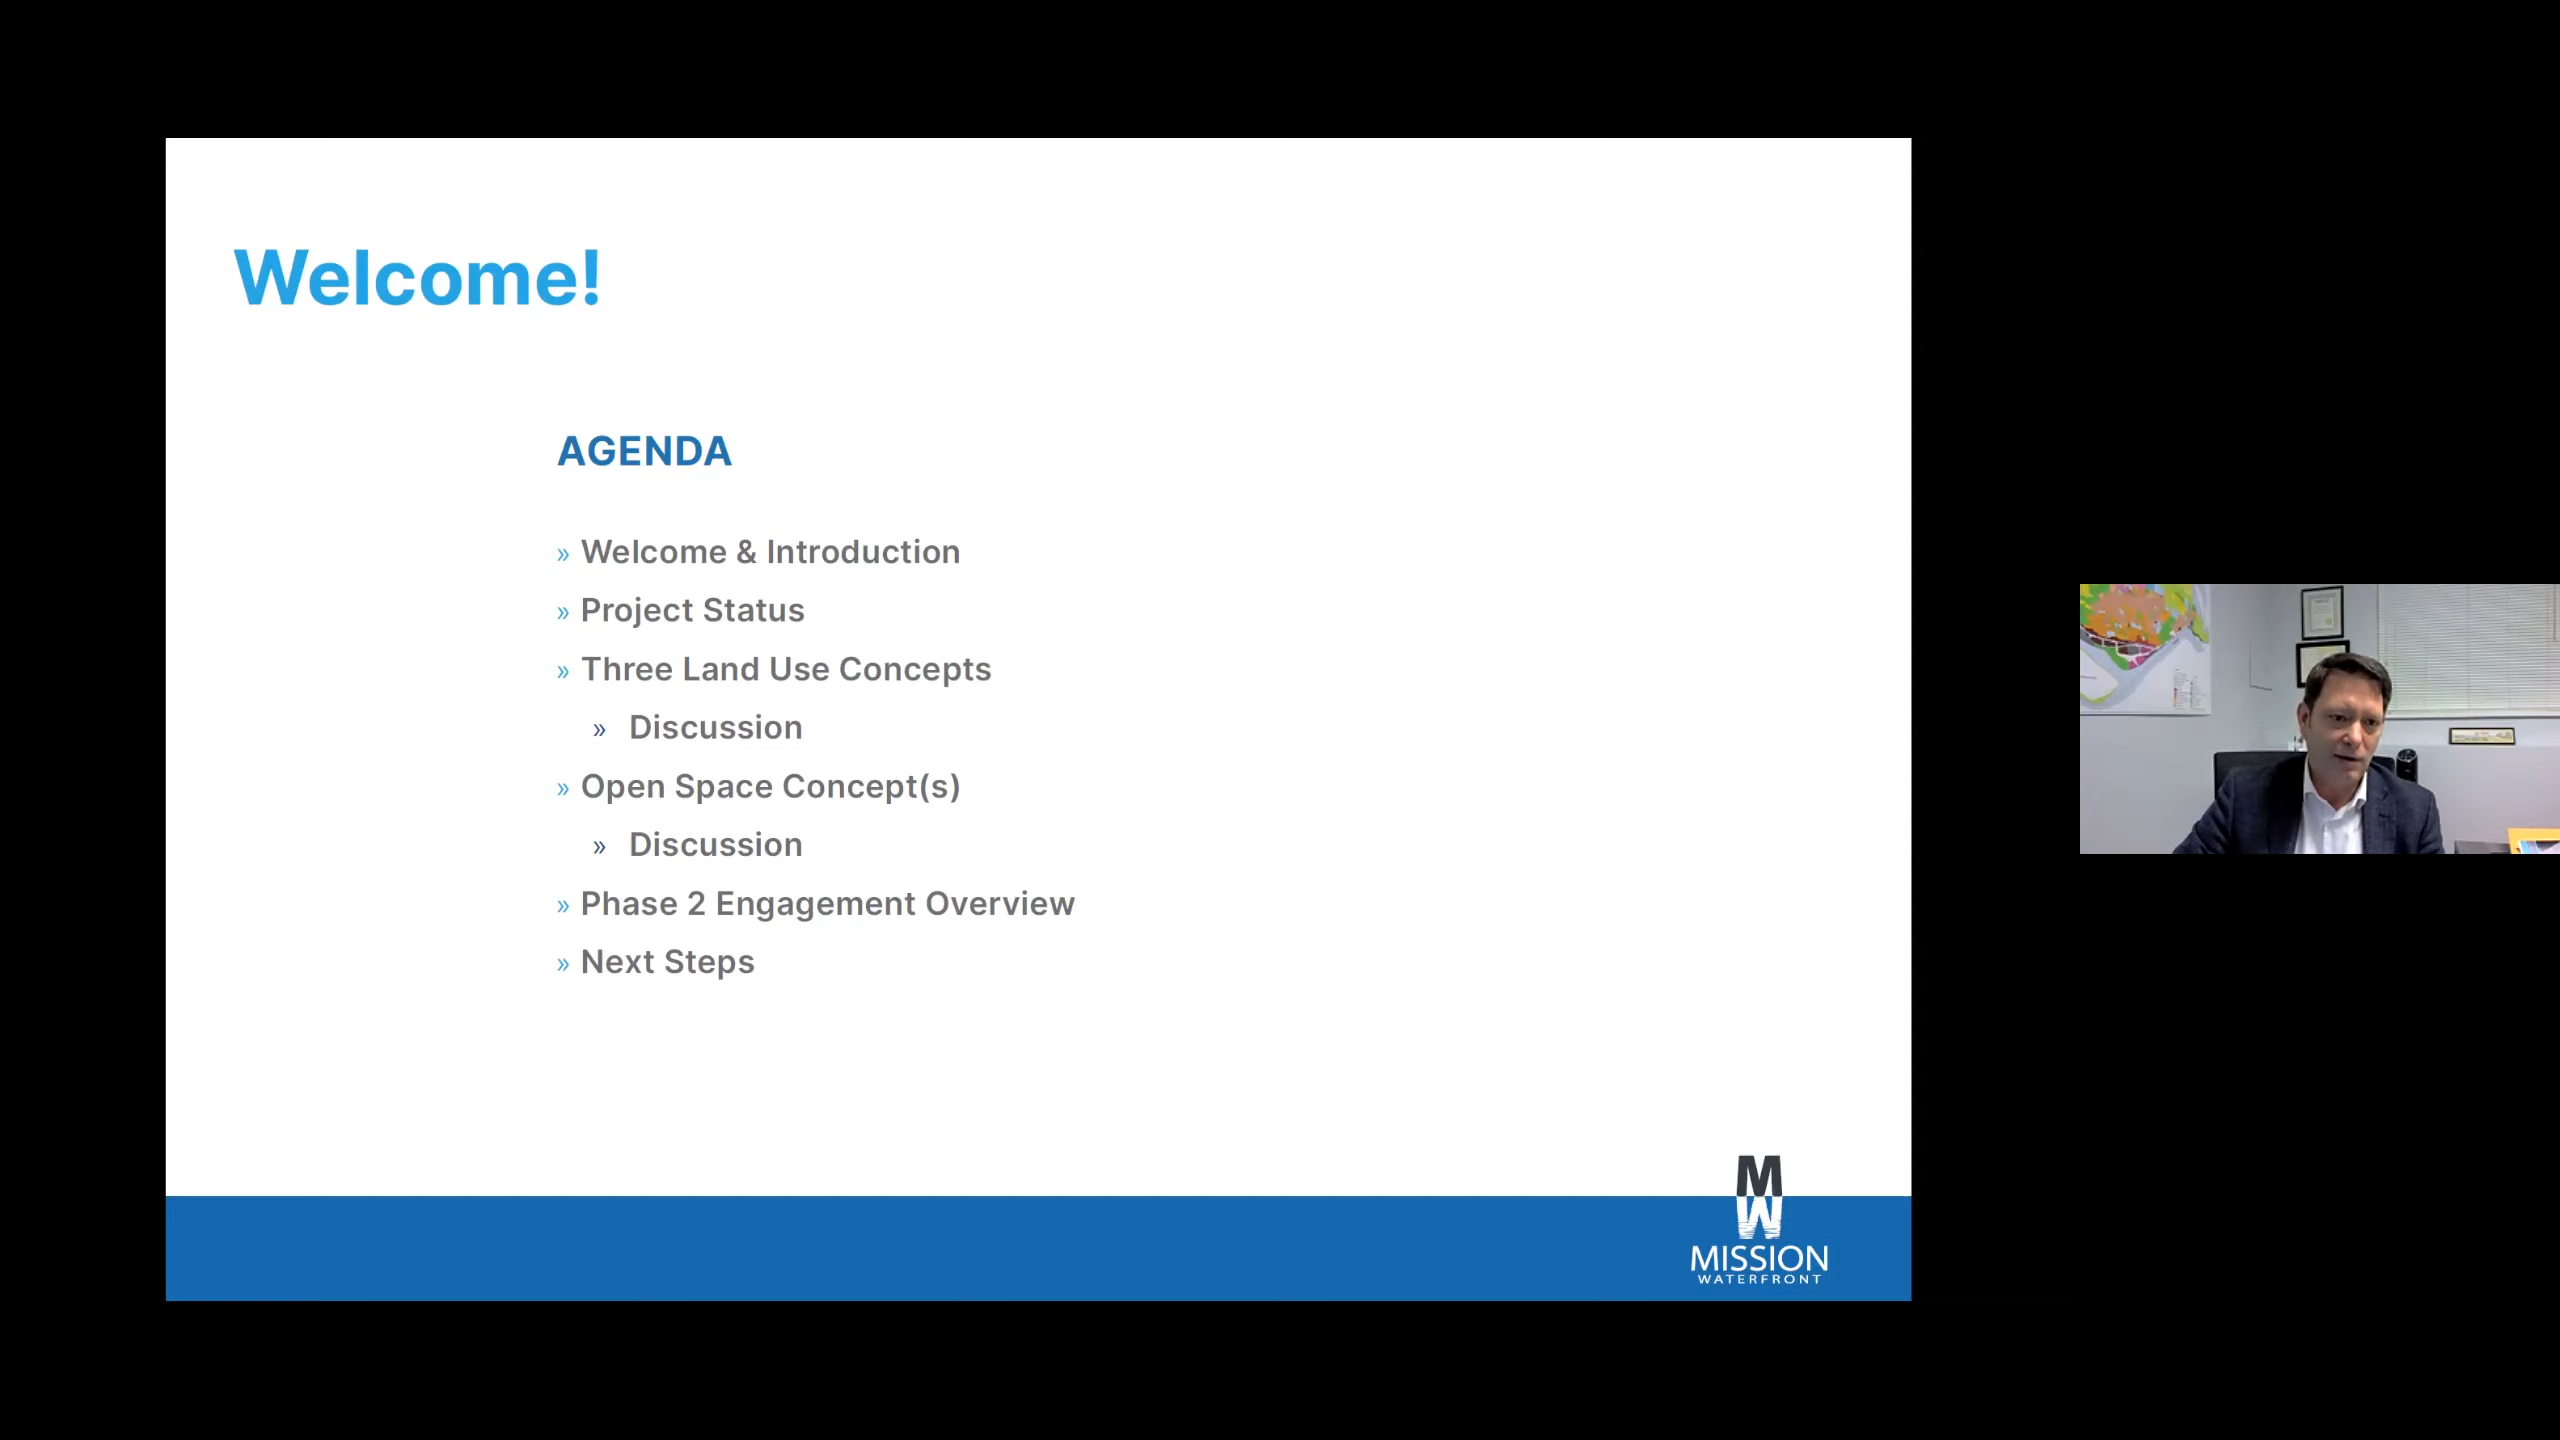 Welcome!
AGENDA
» Welcome & Introduction
» Project Status
» Three Land Use Concepts
» Discussion
» Open Space Concept(s)
» Discussion
» Phase 2 Engagement Overview
» Next Steps
MW
MISSION
WATERFRONT